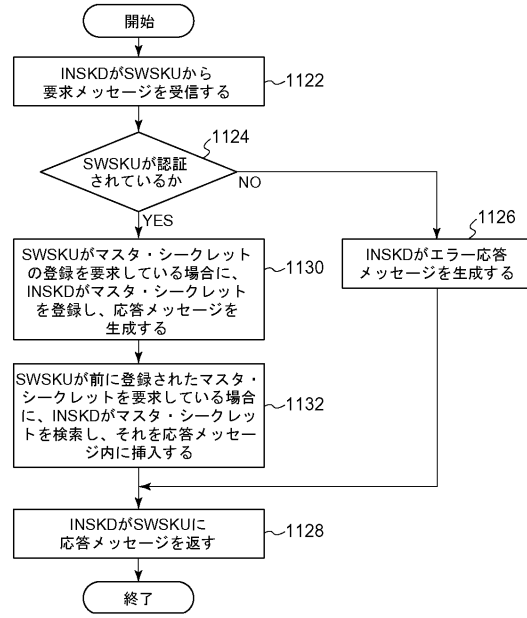 開始
INSKDがSWSKUから
要求メッセージを受信する
1122
SWSKUが認証
されているか
1124
NO
YES
1126
INSKDがエラー応答
メッセージを生成する
SWSKUがマスタ・シークレット
の登録を要求している場合に、
INSKDがマスタ・シークレット
を登録し、応答メッセージを
生成する
1130
SWSKUが前に登録されたマスタ・
シークレットを要求している場合
に、INSKDがマスタ・シークレッ
トを検索し、それを応答メッセー
ジ内に挿入する
1132
INSKDがSWSKUに
応答メッセージを返す
1128
終了